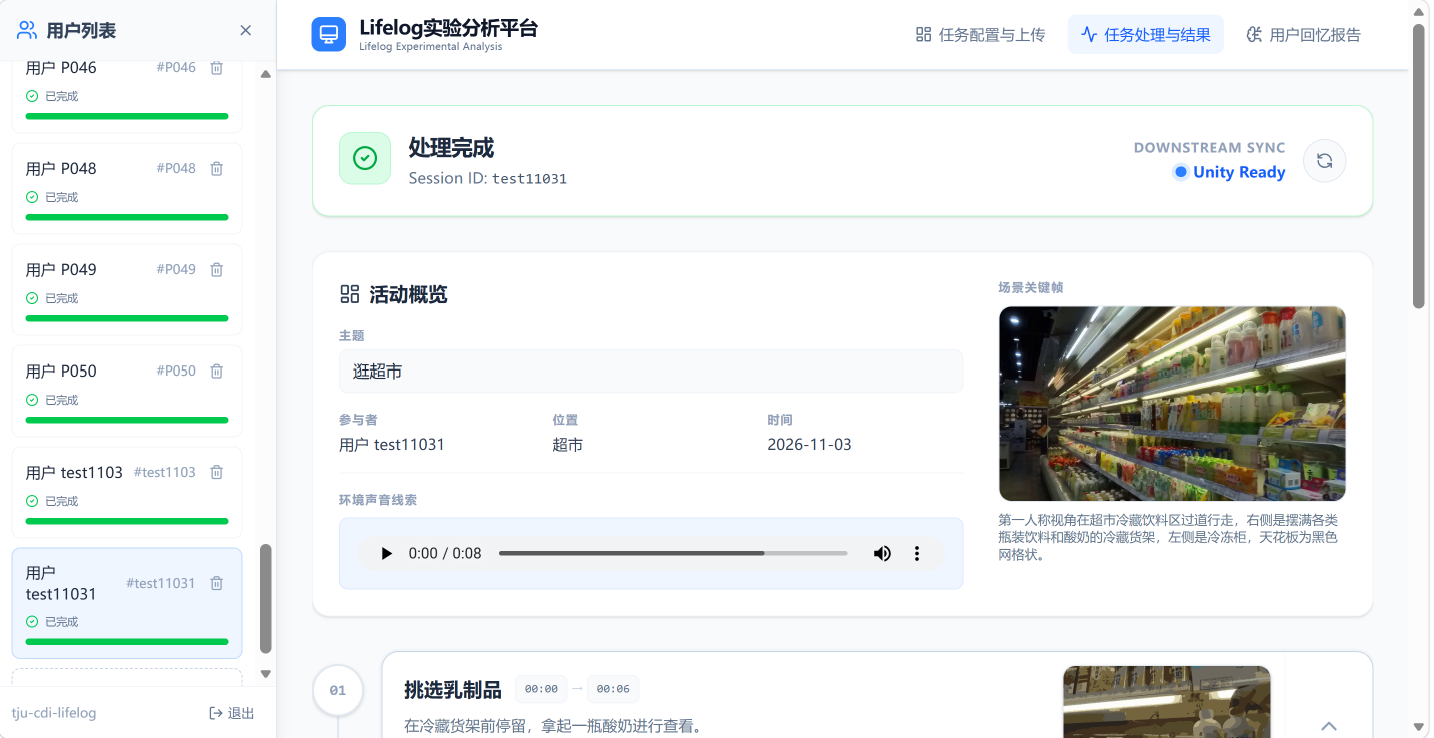 用户列表
用户 P046 #P046
已完成
用户 P048 #P048
已完成
用户 P049 #P049
已完成
用户 P050 #P050
已完成
用户 test1103 #test1103
已完成
用户
test11031 #test11031
已完成
tju-cdi-lifelog 退出
Lifelog实验分析平台
Lifelog Experimental Analysis
任务配置与上传 任务处理与结果 用户回忆报告
处理完成
Session ID: test11031
DOWNSTREAM SYNC
Unity Ready
活动概览
主题
逛超市
参与者 位置 时间
用户 test11031 超市 2026-11-03
环境声音线索
0:00 / 0:08
场景关键帧
第一人称视角在超市冷藏饮料区过道行走，右侧是摆满各类
瓶装饮料和酸奶的冷藏货架，左侧是冷冻柜，天花板为黑色
网格状。
01
挑选乳制品 00:00 → 00:06
在冷藏货架前停留，拿起一瓶酸奶进行查看。